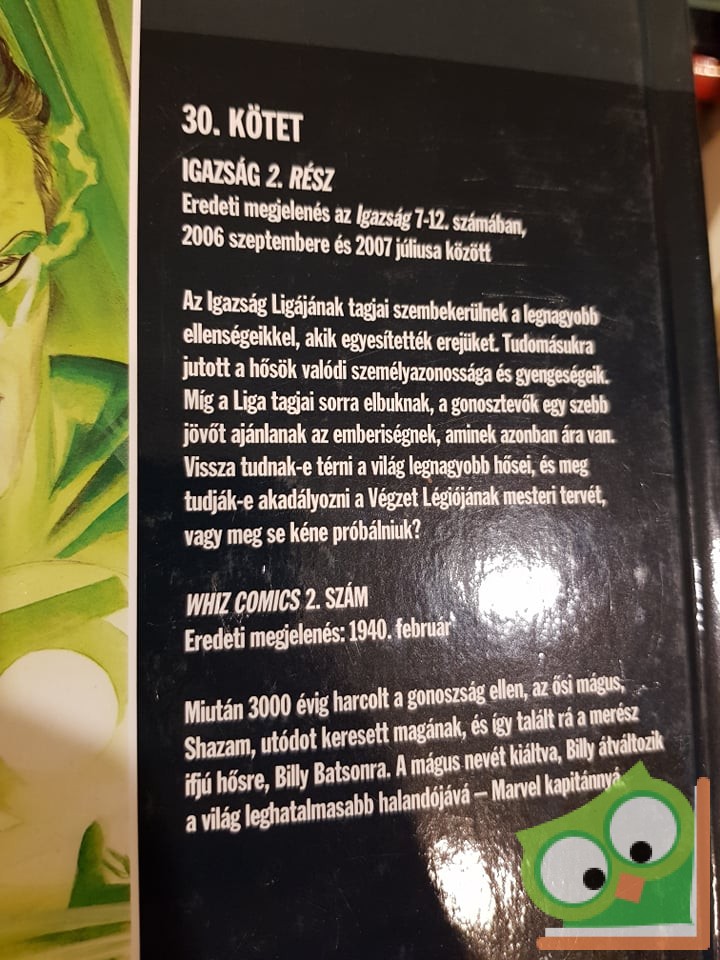 30. KÖTET
IGAZSÁG 2. RÉSZ
Eredeti megjelenés az Igazság 7-12. számában,
2006 szeptembere és 2007 júliusa között
Az Igazság Ligájának tagjai szembekerülnek a legnagyobb
ellenségeikkel, akik egyesítették erejüket. Tudomásukra
jutott a hősök valódi személyazonossága és gyengeségeik.
Míg a Liga tagjai sorra elbuknak, a gonosztevők egy szebb
jövőt ajánlanak az emberiségnek, aminek azonban ára van.
Vissza tudnak-e térni a világ legnagyobb hősei, és meg
tudják-e akadályozni a Végzet Légiójának mesteri tervét,
vagy meg se kéne próbálniuk?
WHIZ COMICS 2. SZÁM
Eredeti megjelenés: 1940. február
Miután 3000 évig harcolt a gonoszság ellen, az ősi mágus,
Shazam, utódot keresett magának, és így talált rá a merész
ifjú hősre, Billy Batsonra. A mágus nevét kiáltva, Billy átváltozik
a világ leghatalmasabb halandójává – Marvel kapitánnyá.